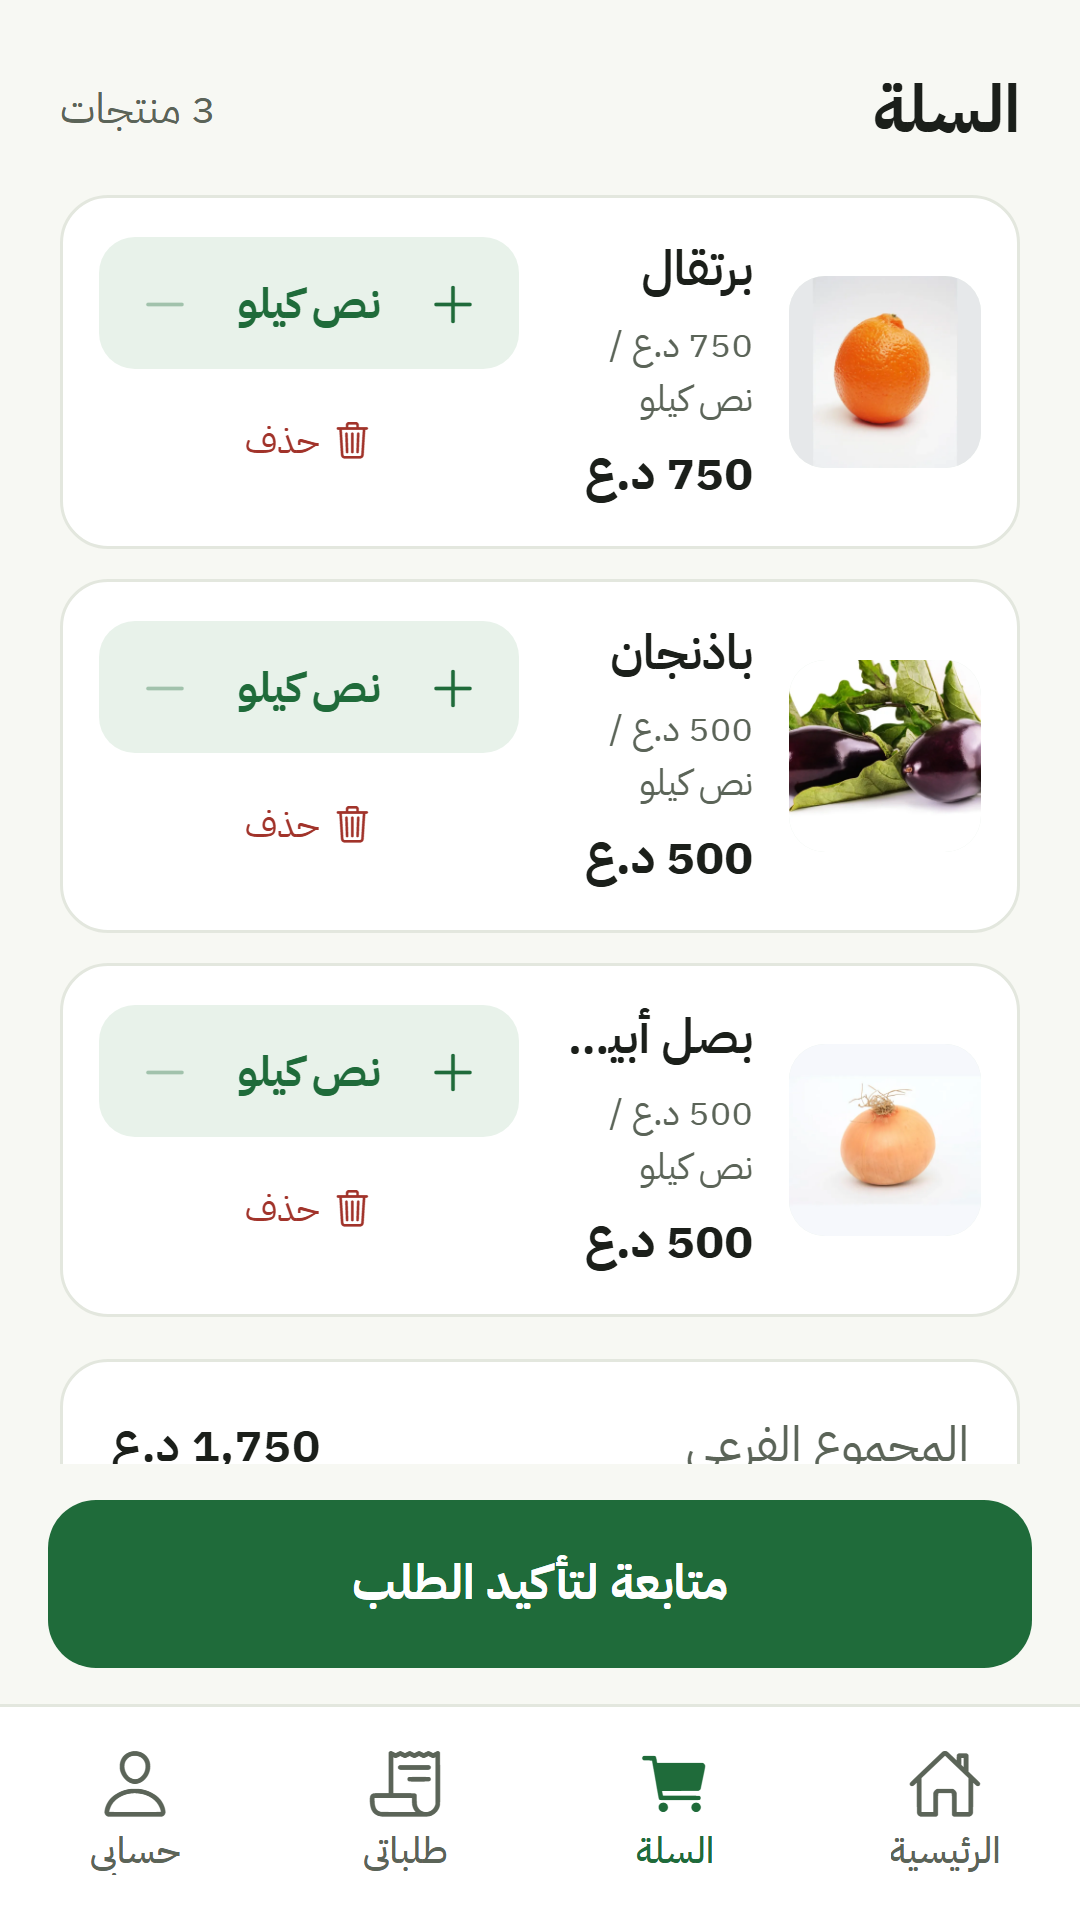 السلة
3 منتجات
برتقال
750 د.ع /
نص كيلو
750 د.ع
نص كيلو
حذف
باذنجان
500 د.ع /
نص كيلو
500 د.ع
نص كيلو
حذف
بصل أبيـ...
500 د.ع /
نص كيلو
500 د.ع
نص كيلو
حذف
المجموع الفرعي
1,750 د.ع
متابعة لتأكيد الطلب
الرئيسية
السلة
طلباتي
حسابي